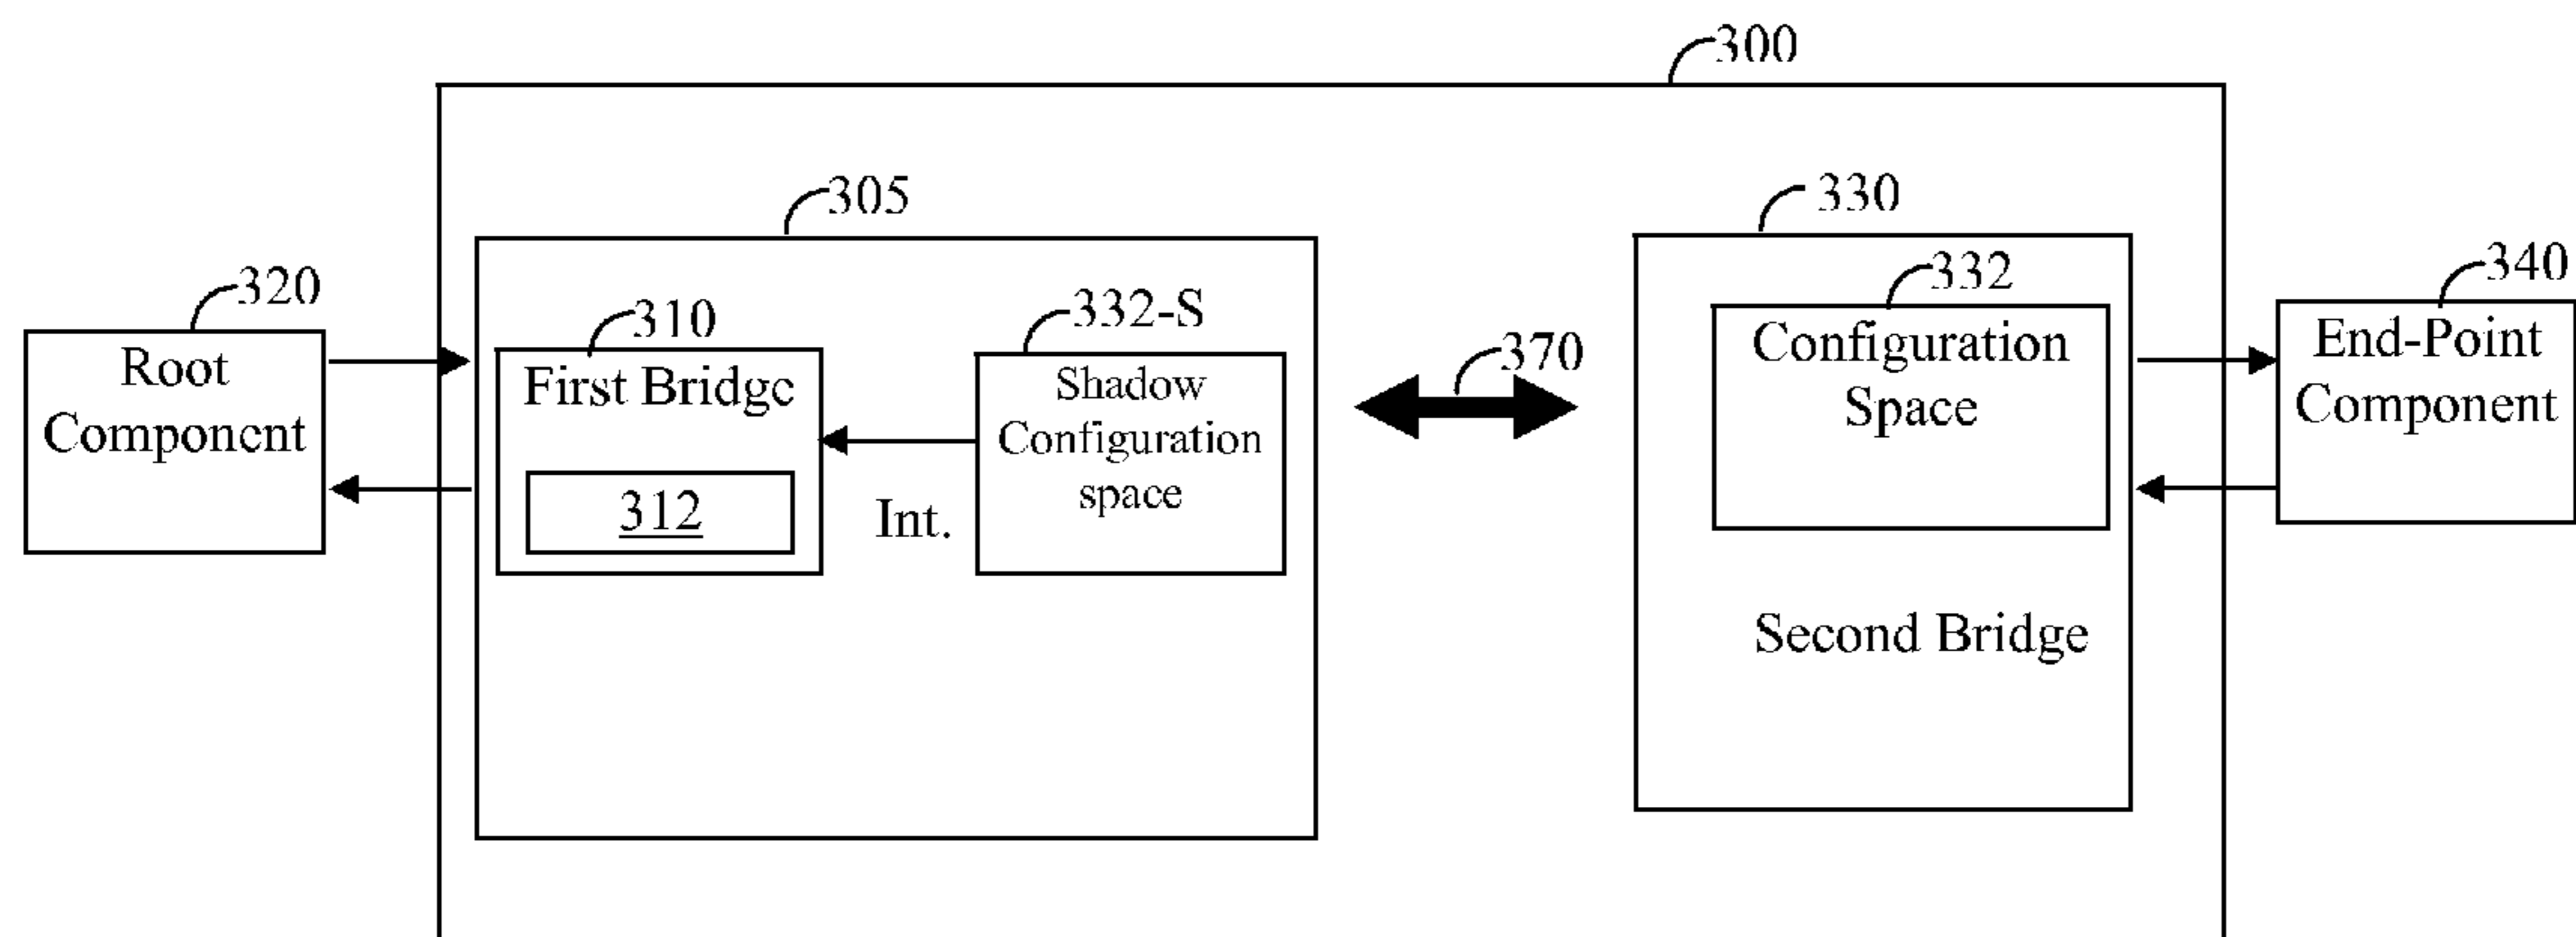 300
305
330
320
332
340
332-S
310
370
Root
Component
First Bridge
312
Int.
Shadow
Configuration
space
Configuration
Space
Second Bridge
End-Point
Component